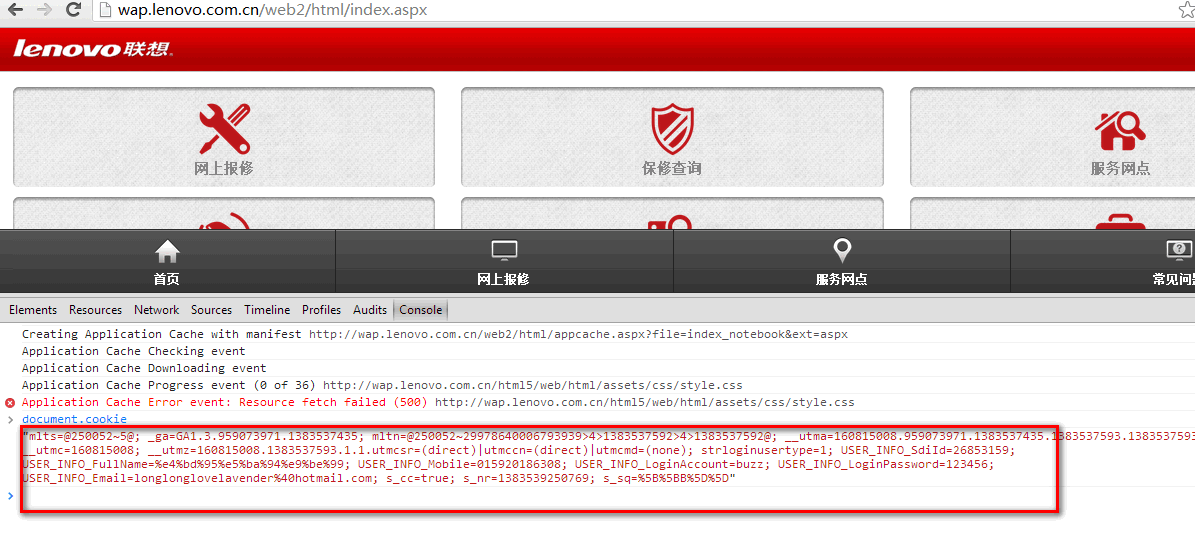 wap.lenovo.com.cn/web2/html/index.aspx
lenovo联想
网上报修
保修查询
服务网点
首页
网上报修
服务网点
常见问
Elements Resources Network Sources Timeline Profiles Audits Console
Creating Application Cache with manifest http://wap.lenovo.com.cn/web2/html/appcache.aspx?file=index_notebook&ext=aspx
Application Cache Checking event
Application Cache Downloading event
Application Cache Progress event (0 of 36) http://wap.lenovo.com.cn/html5/web/html/assets/css/style.css
Application Cache Error event: Resource fetch failed (500) http://wap.lenovo.com.cn/html5/web/html/assets/css/style.css
document.cookie
"mlts=@250052~5@; _ga=GA1.3.959073971.1383537435; mltn=@250052~29978640006793939>4>1383537592>4>1383537592@; __utma=160815008.959073971.1383537435.1383537593.1383537593
__utmc=160815008; __utmz=160815008.1383537593.1.1.utmcsr=(direct)|utmccn=(direct)|utmcmd=(none); strloginusertype=1; USER_INFO_SdiId=26853159;
USER_INFO_FullName=%e4%bd%95%e5%ba%94%e9%be%99; USER_INFO_Mobile=015920186308; USER_INFO_LoginAccount=buzz; USER_INFO_LoginPassword=123456;
USER_INFO_Email=longlonglovelavender%40hotmail.com; s_cc=true; s_nr=1383539250769; s_sq=%5B%5BB%5D%5D"